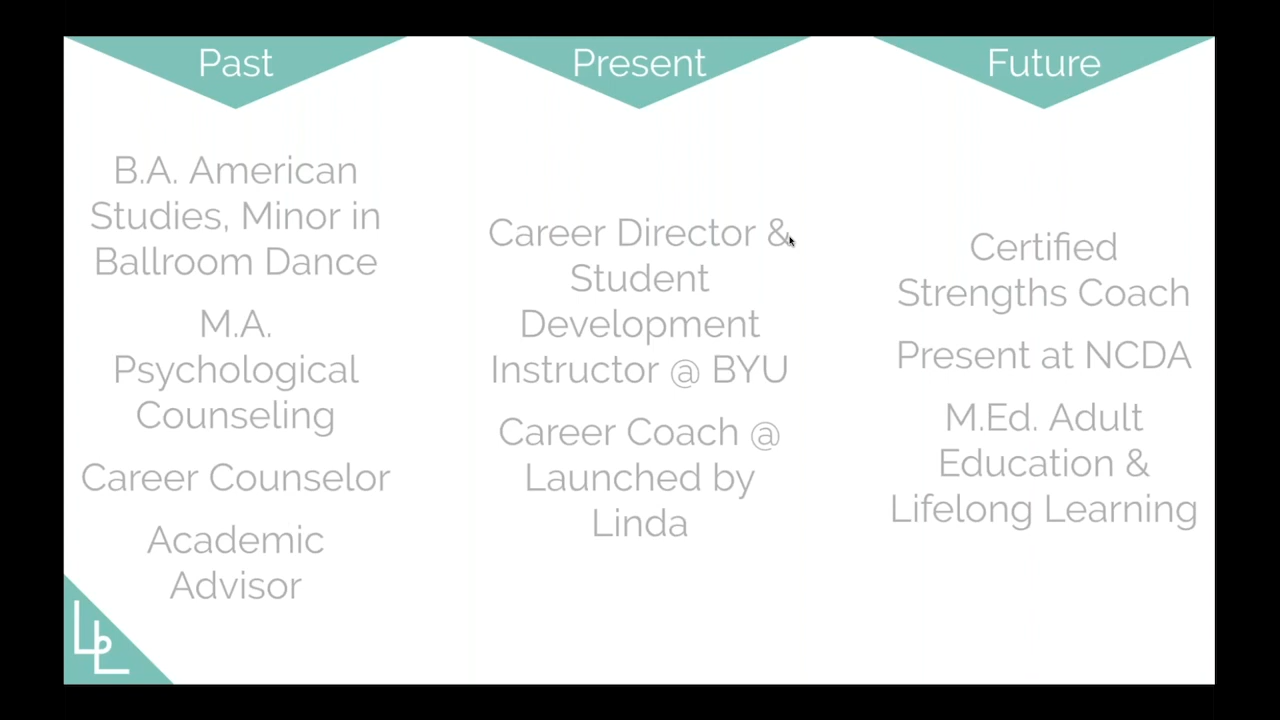 Past
B.A. American
Studies, Minor in
Ballroom Dance
M.A.
Psychological
Counseling
Career Counselor
Academic
Advisor
Present
Career Director &
Student
Development
Instructor @ BYU
Career Coach @
Launched by
Linda
Future
Certified
Strengths Coach
Present at NCDA
M.Ed. Adult
Education &
Lifelong Learning
LbL